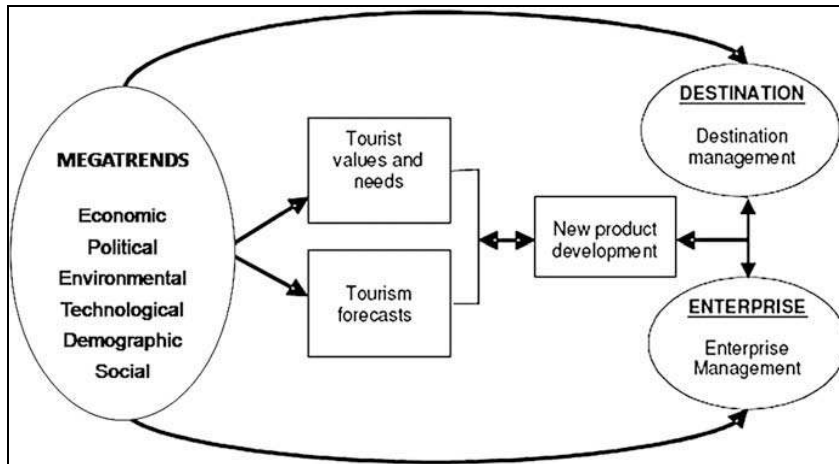 MEGATRENDS
Economic
Political
Environmental
Technological
Demographic
Social
Tourist
values and
needs
Tourism
forecasts
New product
development
DESTINATION
Destination
management
ENTERPRISE
Enterprise
Management